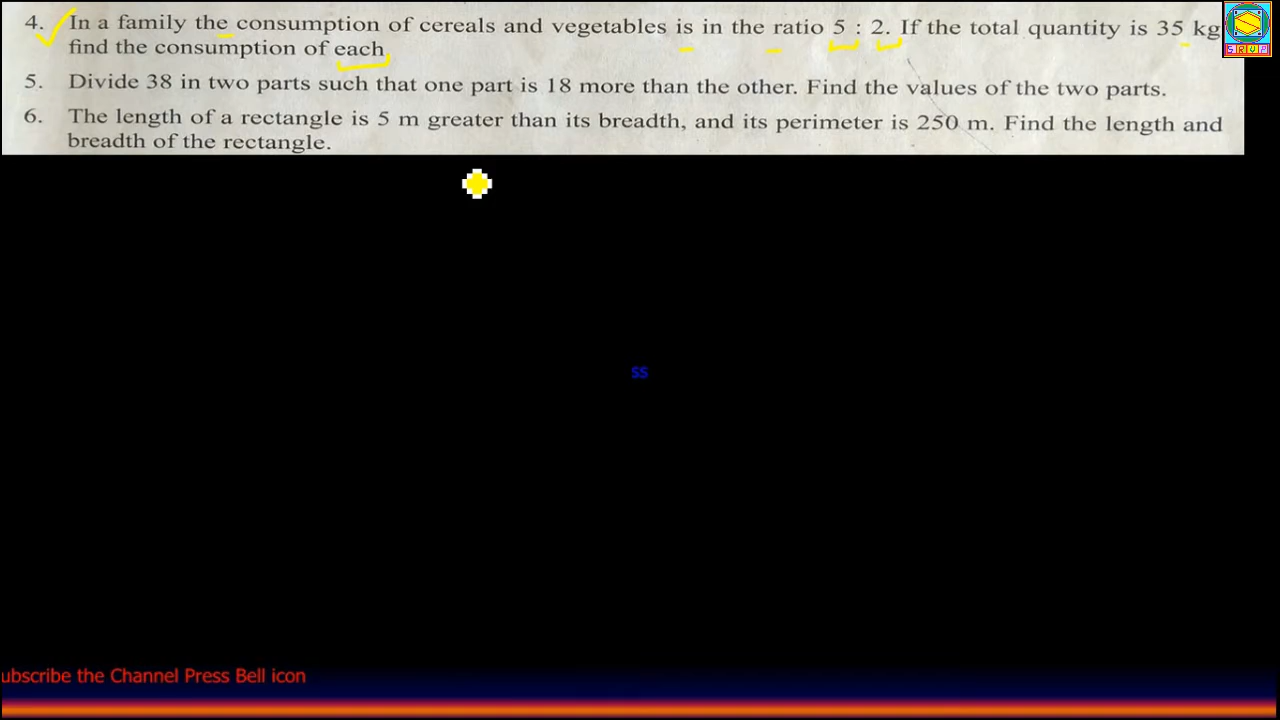 4. In a family the consumption of cereals and vegetables is in the ratio 5 : 2. If the total quantity is 35 kg
find the consumption of each
5. Divide 38 in two parts such that one part is 18 more than the other. Find the values of the two parts.
6. The length of a rectangle is 5 m greater than its breadth, and its perimeter is 250 m. Find the length and
breadth of the rectangle.
SRUP
ss
ubscribe the Channel Press Bell icon